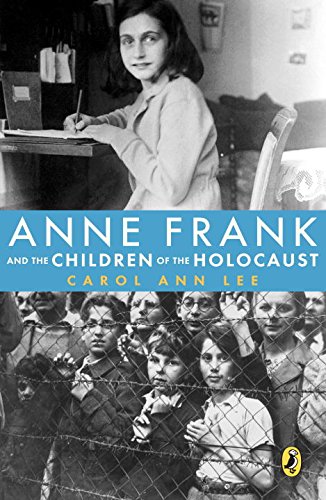 ANNE FRANK
AND THE CHILDREN OF THE HOLOCAUST
CAROL ANN LEE